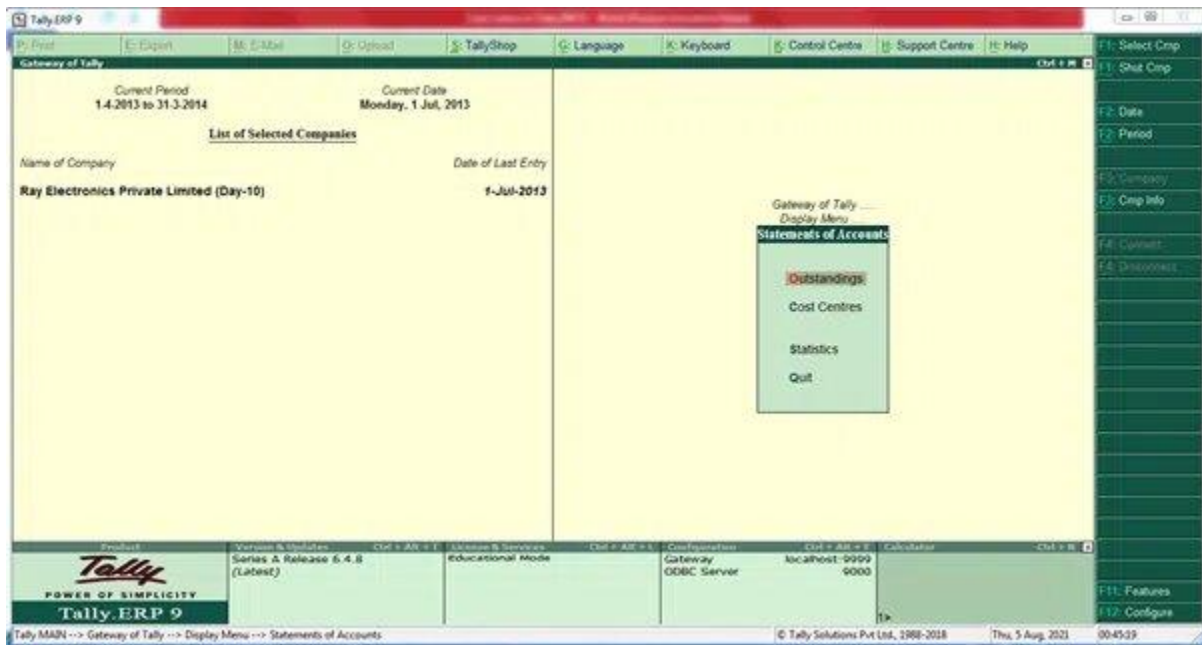 Tally.ERP 9
P: Print E: Export M: E-Mail O: Upload S: TallyShop G: Language K: Keyboard K: Control Centre H: Support Centre H: Help
Gateway of Tally Ctrl + M
Current Period Current Date
1-4-2013 to 31-3-2014 Monday, 1 Jul, 2013
List of Selected Companies
Name of Company Date of Last Entry
Ray Electronics Private Limited (Day-10) 1-Jul-2013
Gateway of Tally ......
Display Menu
Statements of Accounts
Outstandings
Cost Centres
Statistics
Quit
F1: Select Cmp
F1: Shut Cmp
F2: Date
F2: Period
F3: Company
F3: Cmp Info
F4: Connect
F4: Disconnect
F11: Features
F12: Configure
Product Version & Updates Ctrl + Alt + T License & Services Ctrl + Alt + L Configuration Ctrl + Alt + F Calculator Ctrl + N
Tally
POWER OF SIMPLICITY
Tally.ERP 9
Series A Release 6.4.8
(Latest)
Educational Mode
Gateway localhost:9999
ODBC Server 9000
1>
Tally MAIN --> Gateway of Tally --> Display Menu --> Statements of Accounts © Tally Solutions Pvt Ltd., 1988-2018 Thu, 5 Aug, 2021 00:45:19